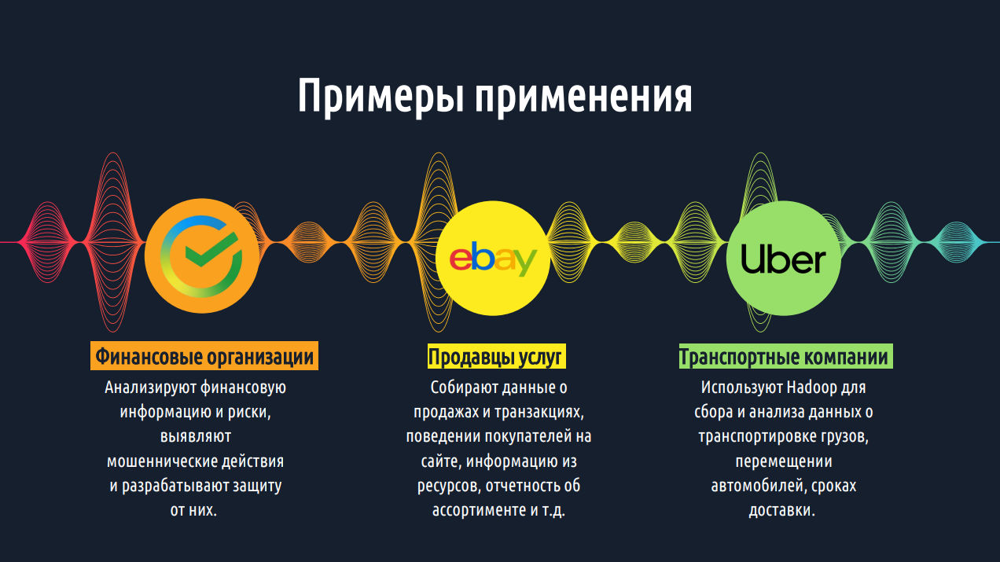 Примеры применения
ebay
Uber
Финансовые организации
Анализируют финансовую
информацию и риски,
выявляют
мошеннические действия
и разрабатывают защиту
от них.
Продавцы услуг
Собирают данные о
продажах и транзакциях,
поведении покупателей на
сайте, информацию из
ресурсов, отчетность об
ассортименте и т.д.
Транспортные компании
Используют Hadoop для
сбора и анализа данных о
транспортировке грузов,
перемещении
автомобилей, сроках
доставки.